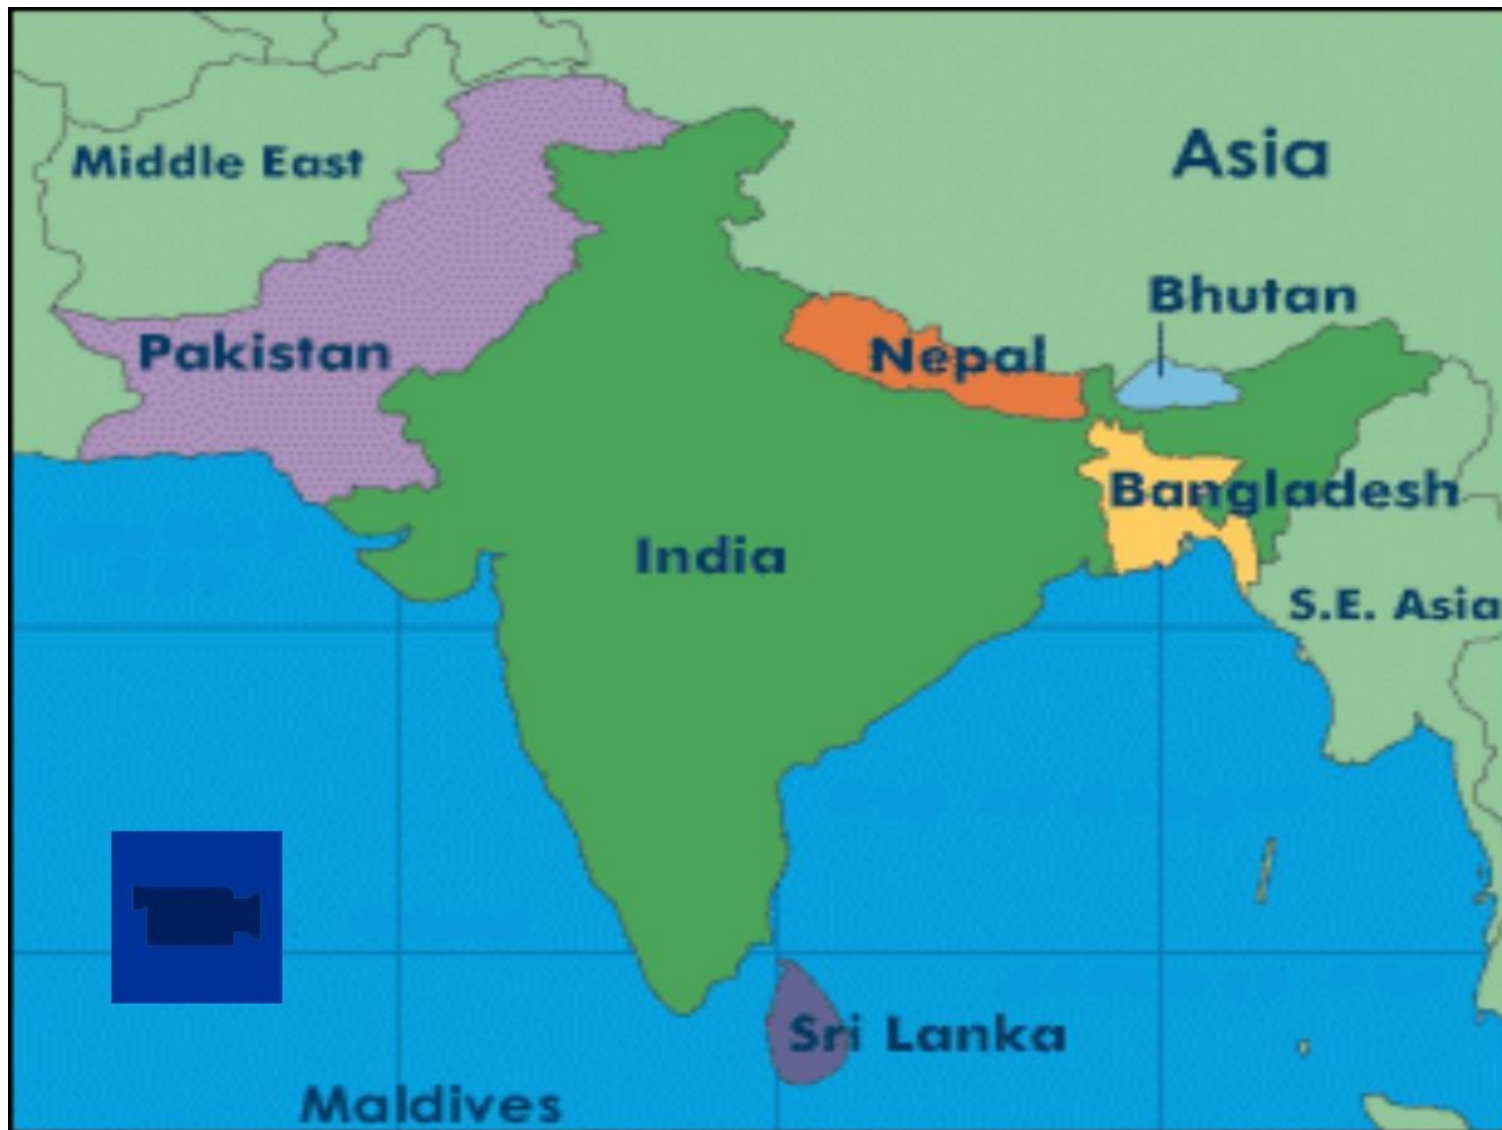 Middle East
Asia
Bhutan
Pakistan
Nepal
Bangladesh
India
S.E. Asia
Sri Lanka
Maldives